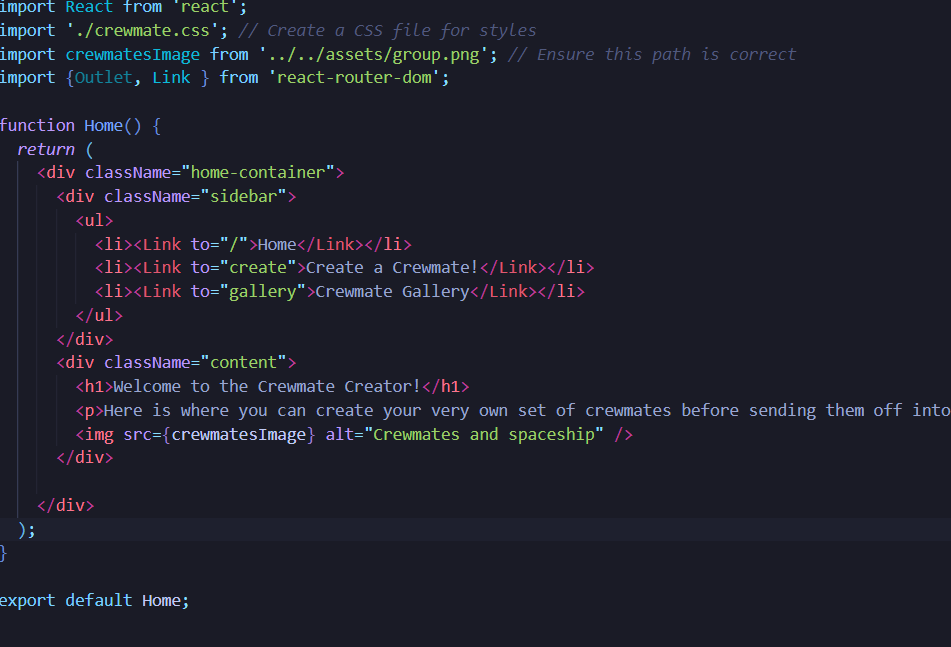 import React from 'react';
import './crewmate.css'; // Create a CSS file for styles
import crewmatesImage from '../../assets/group.png'; // Ensure this path is correct
import {Outlet, Link } from 'react-router-dom';
function Home() {
return (
<div className="home-container">
<div className="sidebar">
<ul>
<li><Link to="/">Home</Link></li>
<li><Link to="create">Create a Crewmate!</Link></li>
<li><Link to="gallery">Crewmate Gallery</Link></li>
</ul>
</div>
<div className="content">
<h1>Welcome to the Crewmate Creator!</h1>
<p>Here is where you can create your very own set of crewmates before sending them off into
<img src={crewmatesImage} alt="Crewmates and spaceship" />
</div>
</div>
);
}
export default Home;